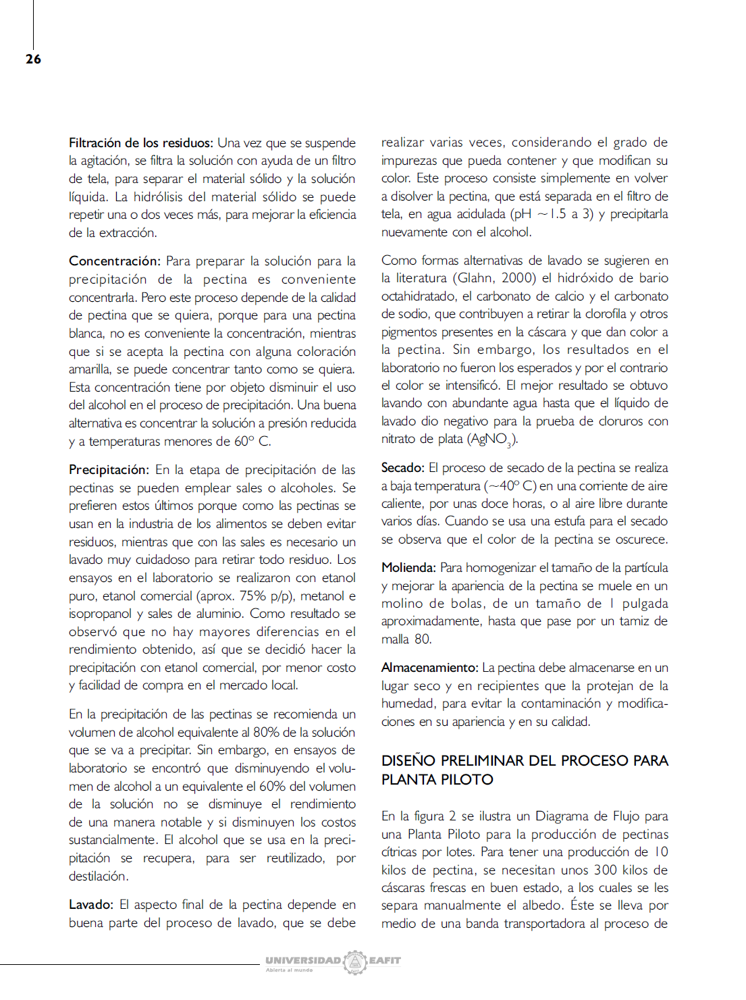 26
Filtración de los residuos: Una vez que se suspende
la agitación, se filtra la solución con ayuda de un filtro
de tela, para separar el material sólido y la solución
líquida. La hidrólisis del material sólido se puede
repetir una o dos veces más, para mejorar la eficiencia
de la extracción.
Concentración: Para preparar la solución para la
precipitación de la pectina es conveniente
concentrarla. Pero este proceso depende de la calidad
de pectina que se quiera, porque para una pectina
blanca, no es conveniente la concentración, mientras
que si se acepta la pectina con alguna coloración
amarilla, se puede concentrar tanto como se quiera.
Esta concentración tiene por objeto disminuir el uso
del alcohol en el proceso de precipitación. Una buena
alternativa es concentrar la solución a presión reducida
y a temperaturas menores de 60º C.
Precipitación: En la etapa de precipitación de las
pectinas se pueden emplear sales o alcoholes. Se
prefieren estos últimos porque como las pectinas se
usan en la industria de los alimentos se deben evitar
residuos, mientras que con las sales es necesario un
lavado muy cuidadoso para retirar todo residuo. Los
ensayos en el laboratorio se realizaron con etanol
puro, etanol comercial (aprox. 75% p/p), metanol e
isopropanol y sales de aluminio. Como resultado se
observó que no hay mayores diferencias en el
rendimiento obtenido, así que se decidió hacer la
precipitación con etanol comercial, por menor costo
y facilidad de compra en el mercado local.
En la precipitación de las pectinas se recomienda un
volumen de alcohol equivalente al 80% de la solución
que se va a precipitar. Sin embargo, en ensayos de
laboratorio se encontró que disminuyendo el volu-
men de alcohol a un equivalente el 60% del volumen
de la solución no se disminuye el rendimiento
de una manera notable y si disminuyen los costos
sustancialmente. El alcohol que se usa en la preci-
pitación se recupera, para ser reutilizado, por
destilación.
Lavado: El aspecto final de la pectina depende en
buena parte del proceso de lavado, que se debe
realizar varias veces, considerando el grado de
impurezas que pueda contener y que modifican su
color. Este proceso consiste simplemente en volver
a disolver la pectina, que está separada en el filtro de
tela, en agua acidulada (pH ~1.5 a 3) y precipitarla
nuevamente con el alcohol.
Como formas alternativas de lavado se sugieren en
la literatura (Glahn, 2000) el hidróxido de bario
octahidratado, el carbonato de calcio y el carbonato
de sodio, que contribuyen a retirar la clorofila y otros
pigmentos presentes en la cáscara y que dan color a
la pectina. Sin embargo, los resultados en el
laboratorio no fueron los esperados y por el contrario
el color se intensificó. El mejor resultado se obtuvo
lavando con abundante agua hasta que el líquido de
lavado dio negativo para la prueba de cloruros con
nitrato de plata (AgNO3).
Secado: El proceso de secado de la pectina se realiza
a baja temperatura (~40º C) en una corriente de aire
caliente, por unas doce horas, o al aire libre durante
varios días. Cuando se usa una estufa para el secado
se observa que el color de la pectina se oscurece.
Molienda: Para homogenizar el tamaño de la partícula
y mejorar la apariencia de la pectina se muele en un
molino de bolas, de un tamaño de 1 pulgada
aproximadamente, hasta que pase por un tamiz de
malla 80.
Almacenamiento: La pectina debe almacenarse en un
lugar seco y en recipientes que la protejan de la
humedad, para evitar la contaminación y modifica-
ciones en su apariencia y en su calidad.
DISEÑO PRELIMINAR DEL PROCESO PARA
PLANTA PILOTO
En la figura 2 se ilustra un Diagrama de Flujo para
una Planta Piloto para la producción de pectinas
cítricas por lotes. Para tener una producción de 10
kilos de pectina, se necesitan unos 300 kilos de
cáscaras frescas en buen estado, a los cuales se les
separa manualmente el albedo. Éste se lleva por
medio de una banda transportadora al proceso de
UNIVERSIDAD EAFIT
Abierta al mundo